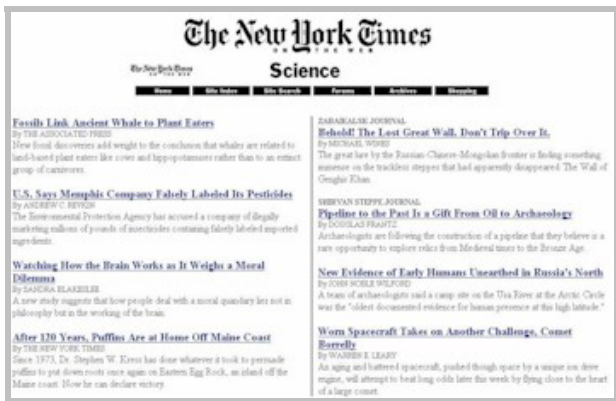 The New York Times
ON THE WEB
The New York Times
ON THE WEB
Science
Home Site Index Site Search Forums Archives Shopping
Fossils Link Ancient Whale to Plant Eaters
By THE ASSOCIATED PRESS
New fossil discoveries add weight to the conclusion that whales are related to
land-based plant eaters like cows and hippopotamuses rather than to an extinct
group of carnivores.
U.S. Says Memphis Company Falsely Labeled Its Pesticides
By ANDREW C. REVKIN
The Environmental Protection Agency has accused a company of illegally
marketing millions of pounds of insecticides containing falsely labeled imported
ingredients.
Watching How the Brain Works as It Weighs a Moral
Dilemma
By SANDRA BLAKESLEE
A new study suggests that how people deal with a moral quandary lies not in
philosophy but in the working of the brain.
After 120 Years, Puffins Are at Home Off Maine Coast
By THE NEW YORK TIMES
Since 1973, Dr. Stephen W. Kress has done whatever it took to persuade
puffins to put down roots once again on Eastern Egg Rock, an island off the
Maine coast. Now he can declare victory.
ZABAIKALSK JOURNAL
Behold! The Lost Great Wall. Don't Trip Over It.
By MICHAEL WINES
The great lure by the Russian-Chinese-Mongolian frontier is finding something
immense on the trackless steppes that had apparently disappeared: The Wall of
Genghis Khan.
SHIRVAN STEPPE JOURNAL
Pipeline to the Past Is a Gift From Oil to Archaeology
By DOUGLAS FRANTZ
Archaeologists are following the construction of a pipeline that they believe is a
rare opportunity to explore relics from Medieval times to the Bronze Age.
New Evidence of Early Humans Unearthed in Russia's North
By JOHN NOBLE WILFORD
A team of archaeologists said a camp site on the Usa River at the Arctic Circle
was the "oldest documented evidence for human presence at this high latitude."
Worn Spacecraft Takes on Another Challenge, Comet
Borrelly
By WARREN E. LEARY
An aging and battered spacecraft, pushed though space by a unique ion drive
engine, will attempt to beat long odds later this week by flying close to the heart
of a large comet.